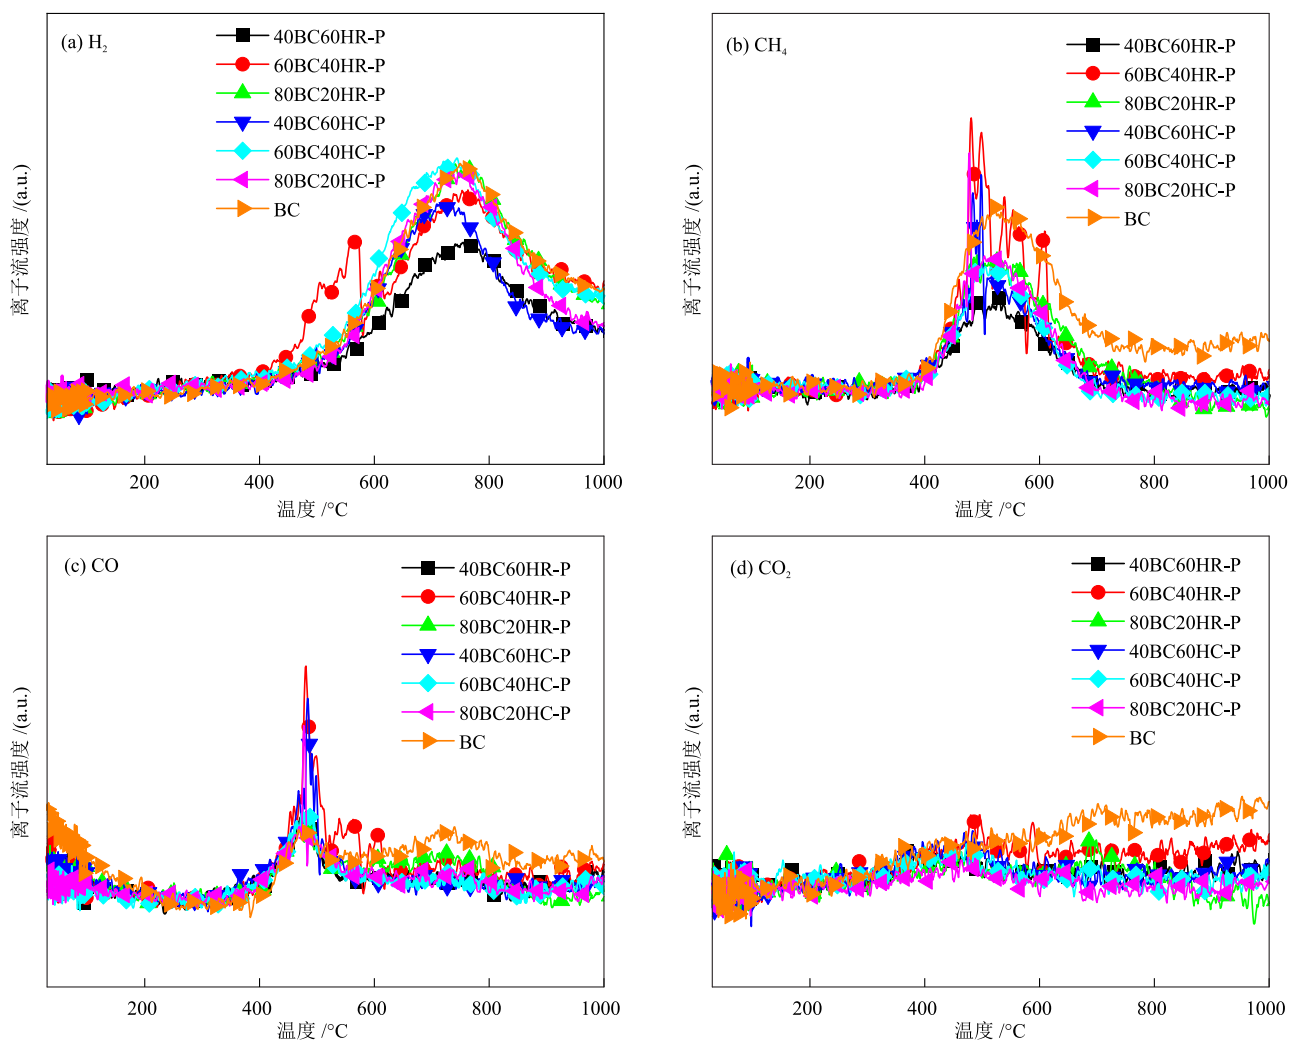 (a) H₂
40BC60HR-P
60BC40HR-P
80BC20HR-P
40BC60HC-P
60BC40HC-P
80BC20HC-P
BC
离子流强度 /(a.u.)
200 400 600 800 1000
温度 /°C
(b) CH₄
40BC60HR-P
60BC40HR-P
80BC20HR-P
40BC60HC-P
60BC40HC-P
80BC20HC-P
BC
离子流强度 /(a.u.)
200 400 600 800 1000
温度 /°C
(c) CO
40BC60HR-P
60BC40HR-P
80BC20HR-P
40BC60HC-P
60BC40HC-P
80BC20HC-P
BC
离子流强度 /(a.u.)
200 400 600 800 1000
温度 /°C
(d) CO₂
40BC60HR-P
60BC40HR-P
80BC20HR-P
40BC60HC-P
60BC40HC-P
80BC20HC-P
BC
离子流强度 /(a.u.)
200 400 600 800 1000
温度 /°C